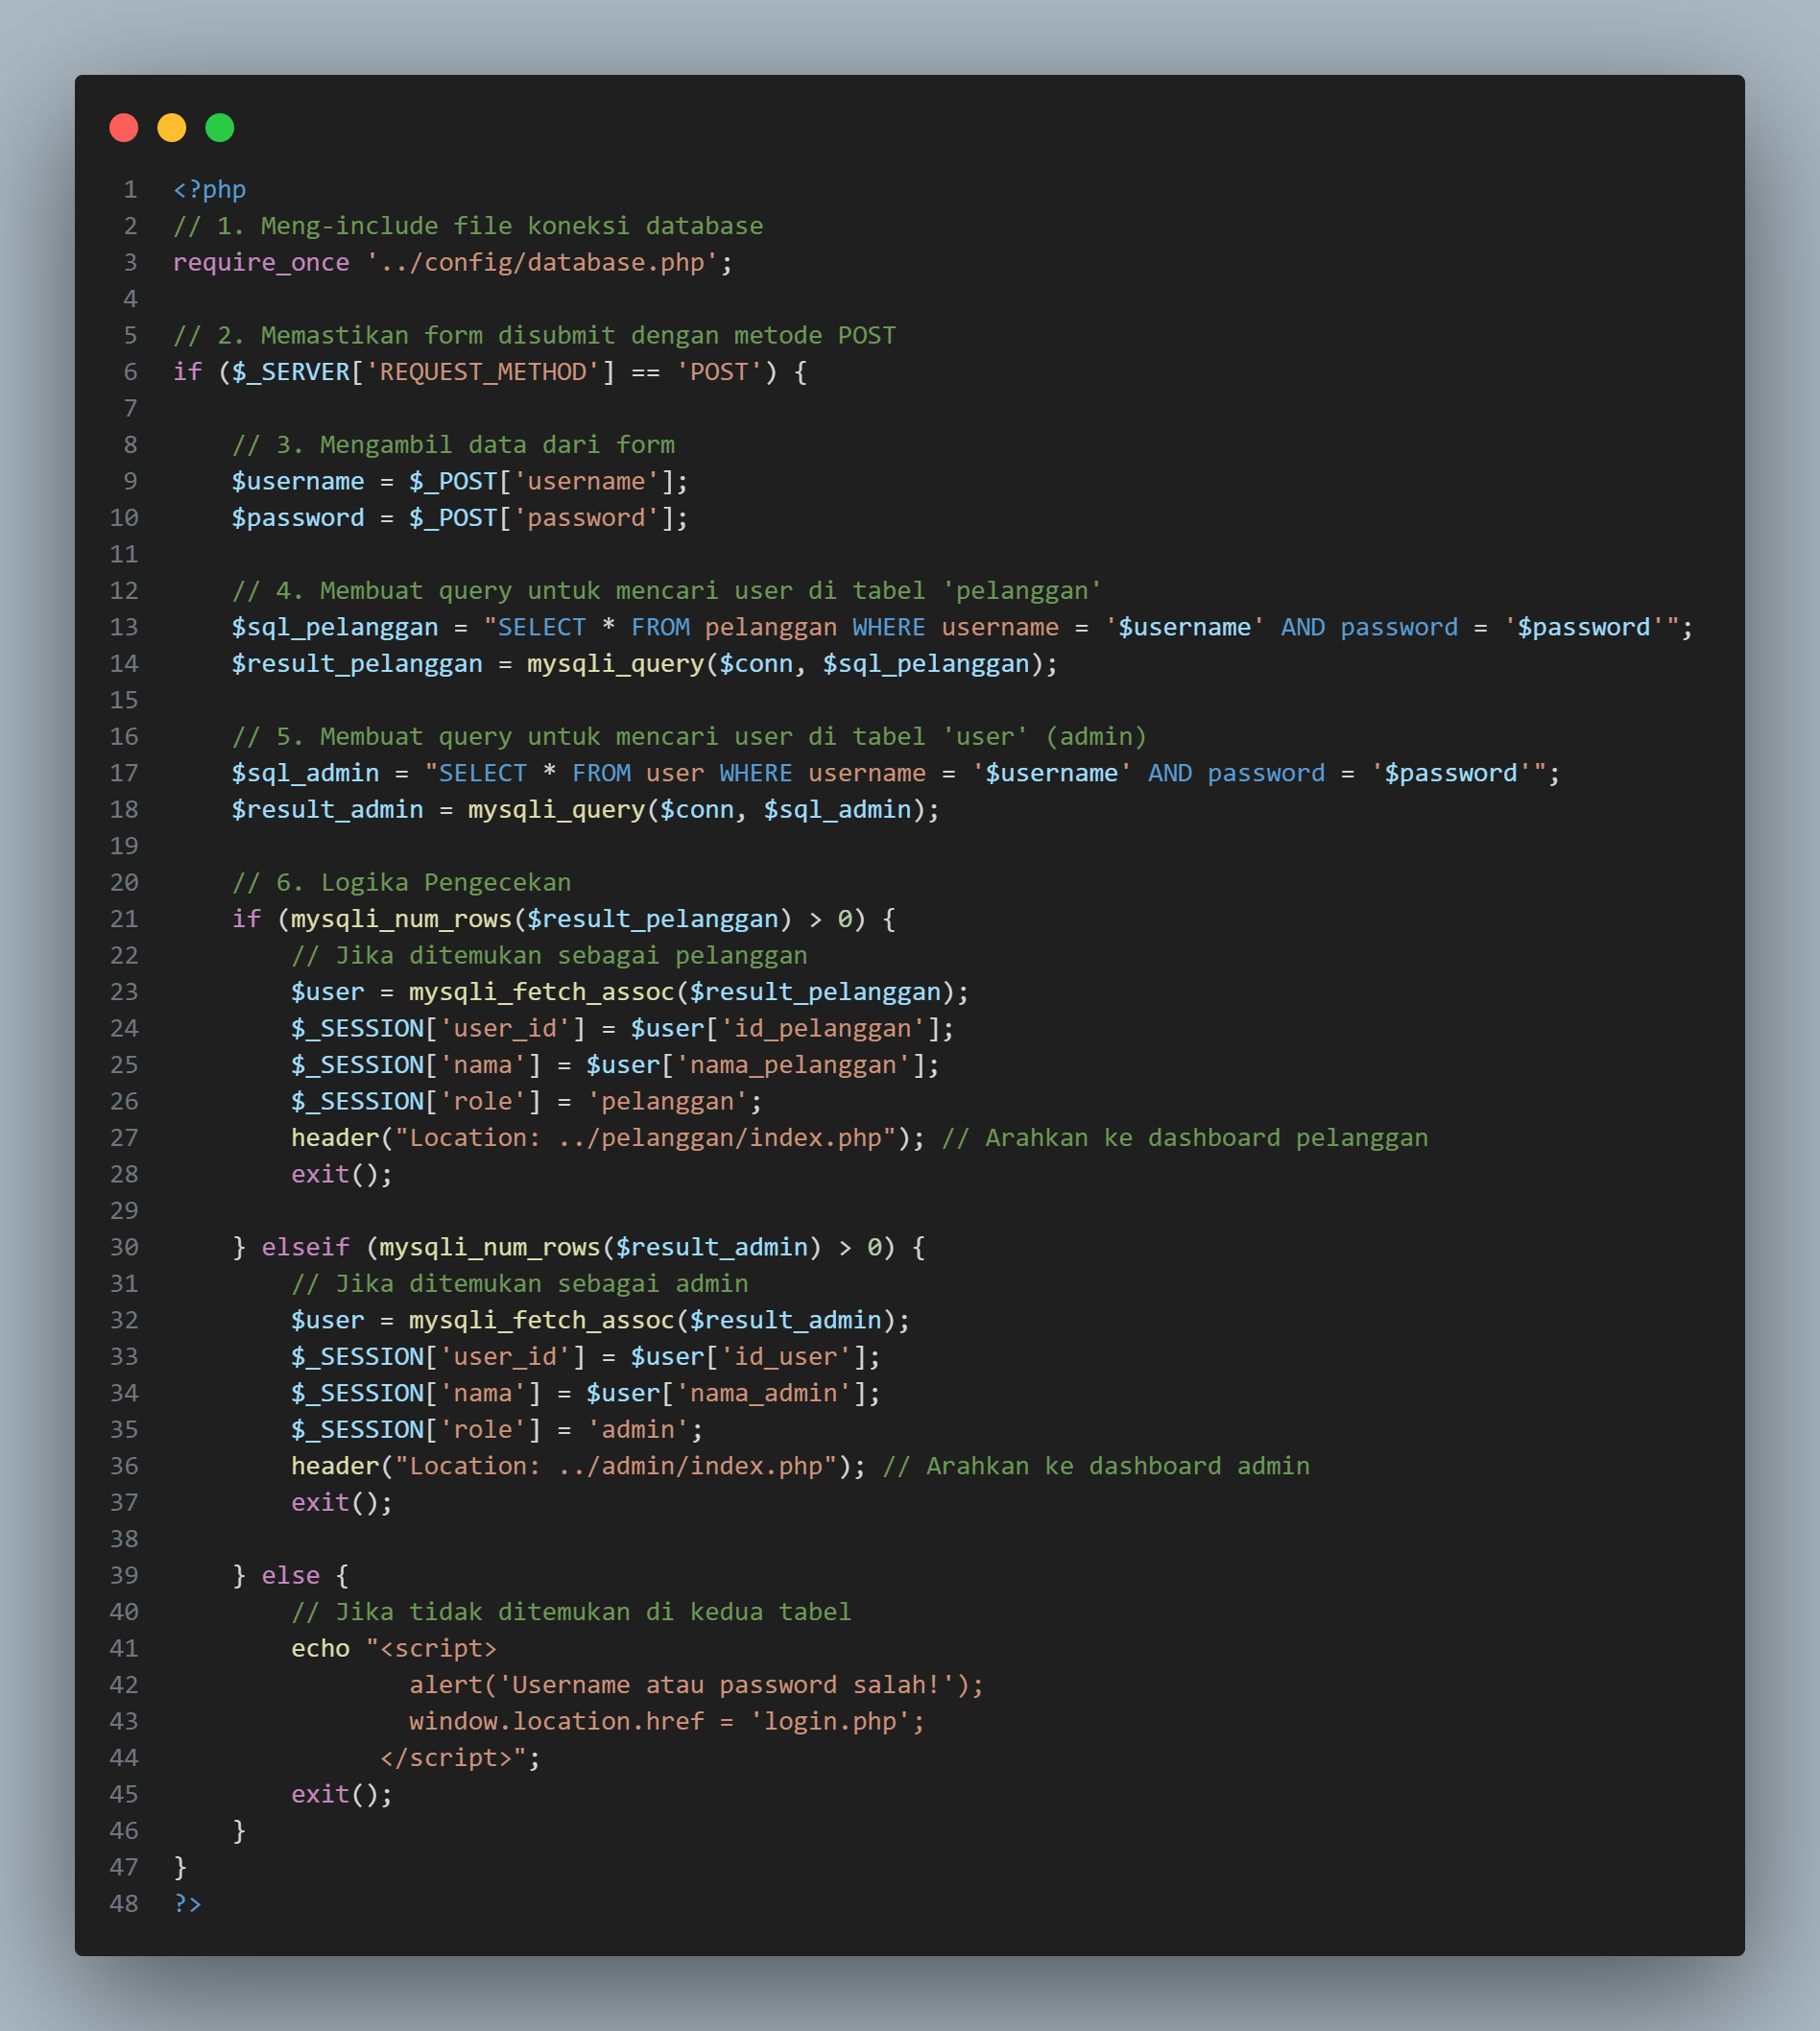 1 <?php
2 // 1. Meng-include file koneksi database
3 require_once '../config/database.php';
4
5 // 2. Memastikan form disubmit dengan metode POST
6 if ($_SERVER['REQUEST_METHOD'] == 'POST') {
7
8     // 3. Mengambil data dari form
9     $username = $_POST['username'];
10     $password = $_POST['password'];
11
12     // 4. Membuat query untuk mencari user di tabel 'pelanggan'
13     $sql_pelanggan = "SELECT * FROM pelanggan WHERE username = '$username' AND password = '$password'";
14     $result_pelanggan = mysqli_query($conn, $sql_pelanggan);
15
16     // 5. Membuat query untuk mencari user di tabel 'user' (admin)
17     $sql_admin = "SELECT * FROM user WHERE username = '$username' AND password = '$password'";
18     $result_admin = mysqli_query($conn, $sql_admin);
19
20     // 6. Logika Pengecekan
21     if (mysqli_num_rows($result_pelanggan) > 0) {
22         // Jika ditemukan sebagai pelanggan
23         $user = mysqli_fetch_assoc($result_pelanggan);
24         $_SESSION['user_id'] = $user['id_pelanggan'];
25         $_SESSION['nama'] = $user['nama_pelanggan'];
26         $_SESSION['role'] = 'pelanggan';
27         header("Location: ../pelanggan/index.php"); // Arahkan ke dashboard pelanggan
28         exit();
29
30     } elseif (mysqli_num_rows($result_admin) > 0) {
31         // Jika ditemukan sebagai admin
32         $user = mysqli_fetch_assoc($result_admin);
33         $_SESSION['user_id'] = $user['id_user'];
34         $_SESSION['nama'] = $user['nama_admin'];
35         $_SESSION['role'] = 'admin';
36         header("Location: ../admin/index.php"); // Arahkan ke dashboard admin
37         exit();
38
39     } else {
40         // Jika tidak ditemukan di kedua tabel
41         echo "<script>
42                 alert('Username atau password salah!');
43                 window.location.href = 'login.php';
44               </script>";
45         exit();
46     }
47 }
48 ?>